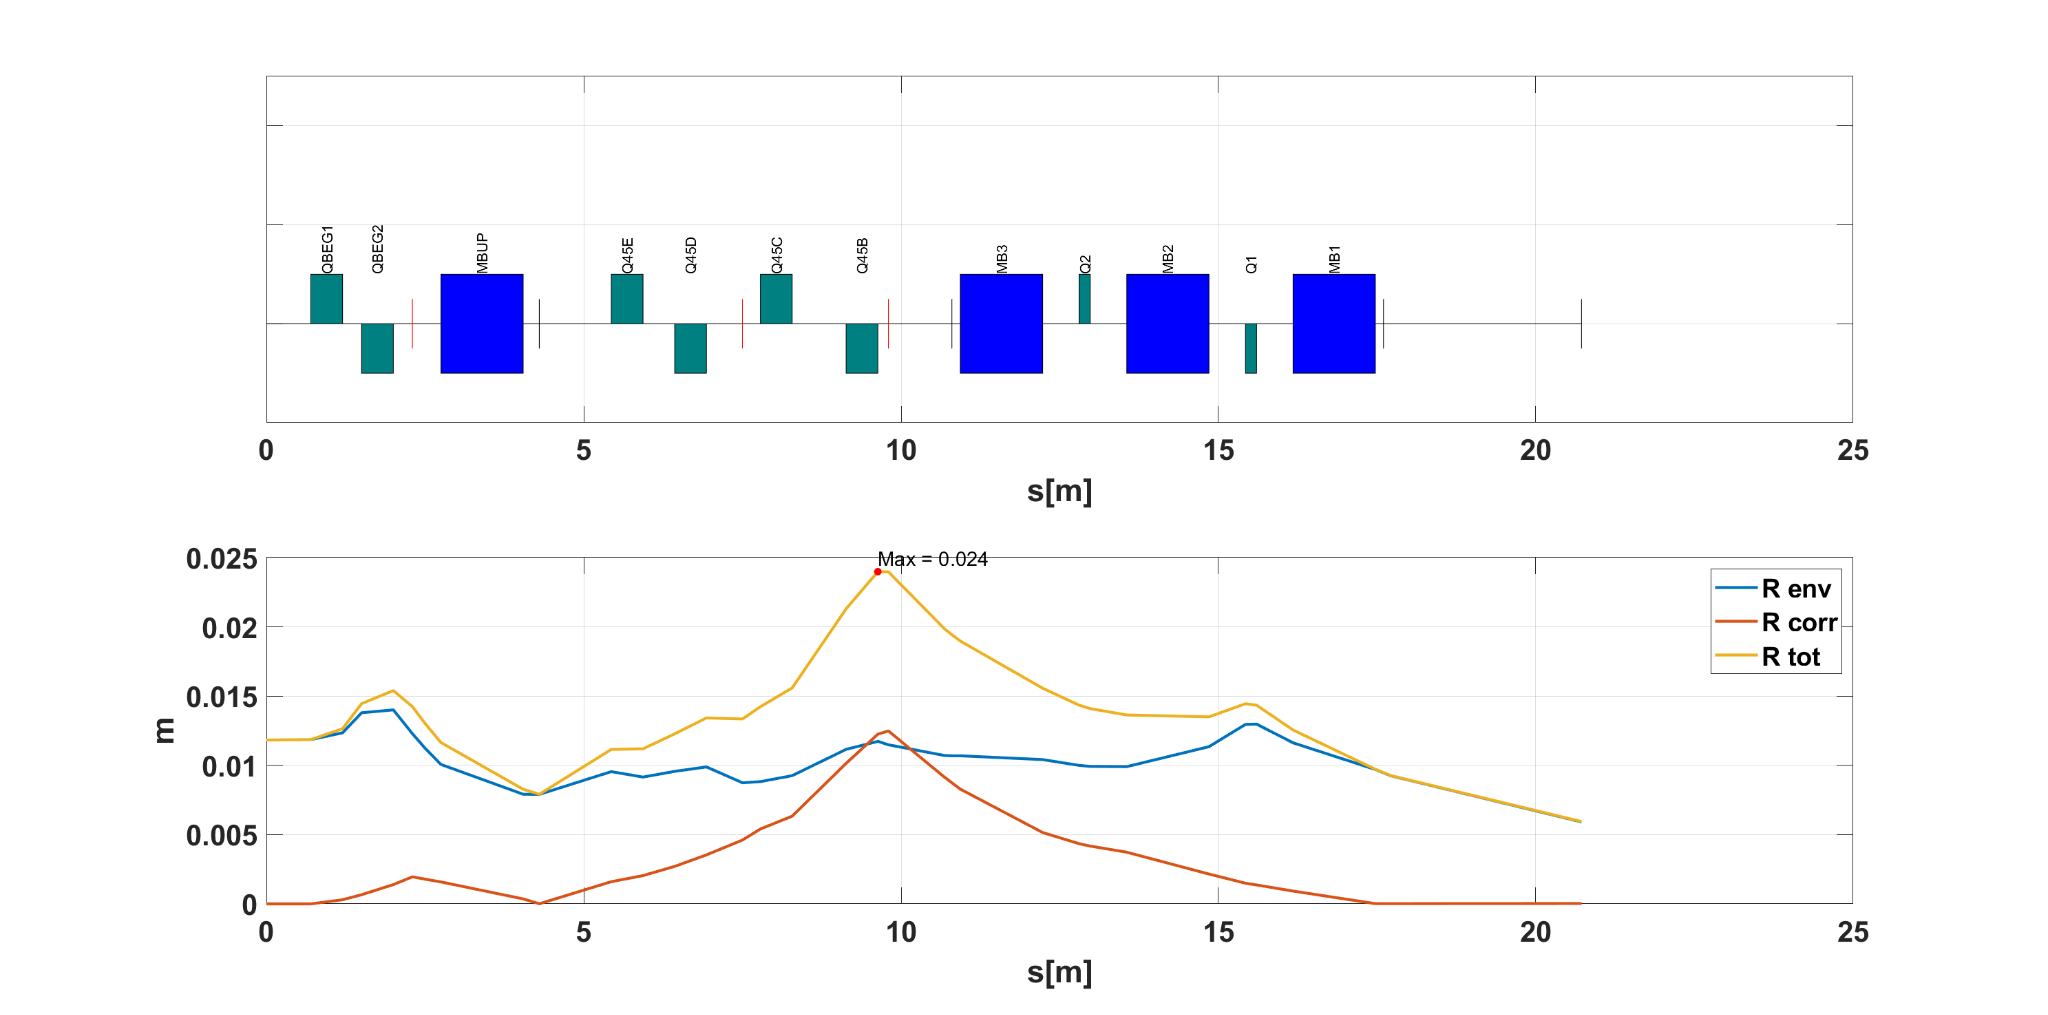 QBEG1
QBEG2
MBUP
Q45E
Q45D
Q45C
Q45B
MB3
Q2
MB2
Q1
MB1
0 5 10 15 20 25
s[m]
Max = 0.024
0.025
0.02
0.015
0.01
0.005
0
m
R env
R corr
R tot
0 5 10 15 20 25
s[m]